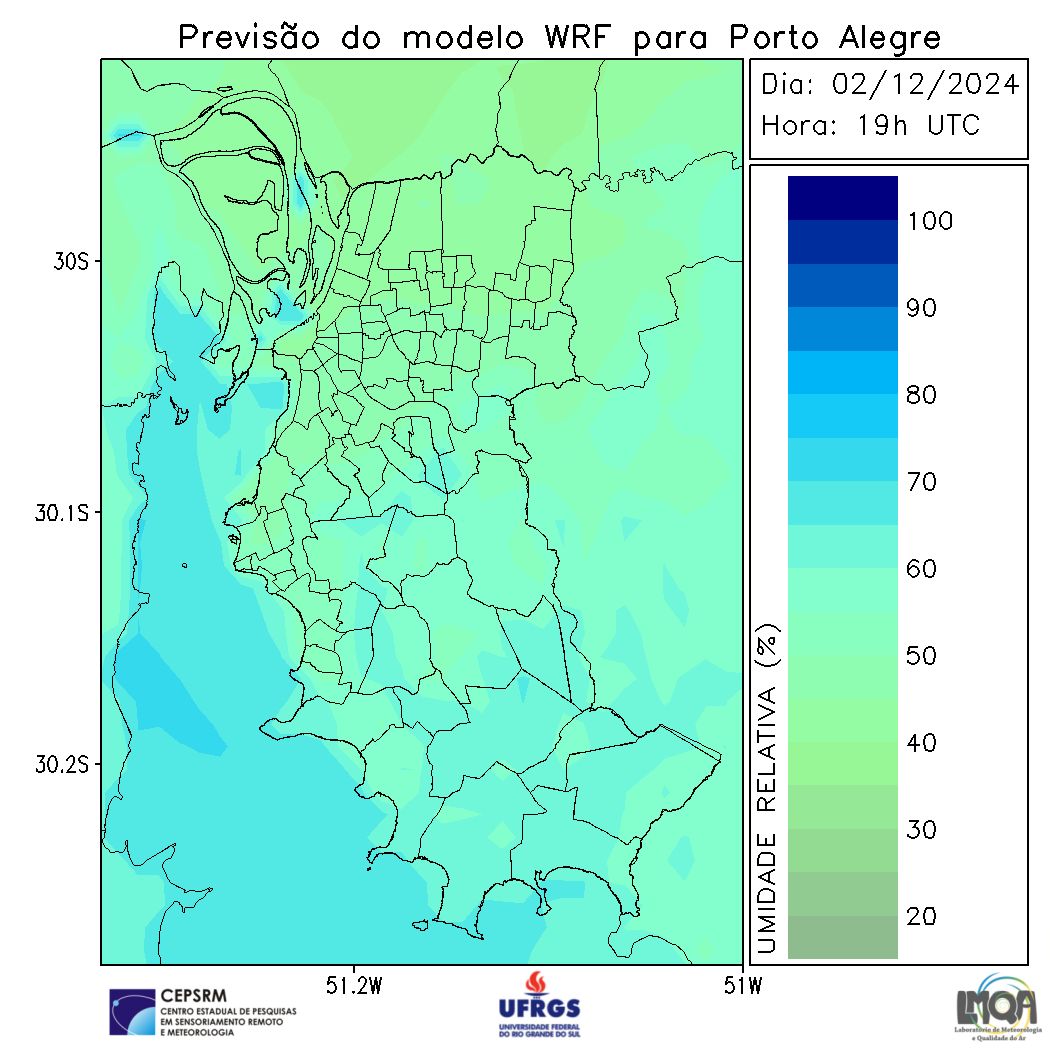 Previsão do modelo WRF para Porto Alegre
Dia: 02/12/2024
Hora: 19h UTC
30S
30.1S
30.2S
51.2W
51W
UMIDADE RELATIVA (%)
100
90
80
70
60
50
40
30
20
CEPSRM
CENTRO ESTADUAL DE PESQUISAS
EM SENSORIAMENTO REMOTO
E METEOROLOGIA
UFRGS
UNIVERSIDADE FEDERAL
DO RIO GRANDE DO SUL
LMQA
Laboratório de Meteorologia
e Qualidade do Ar